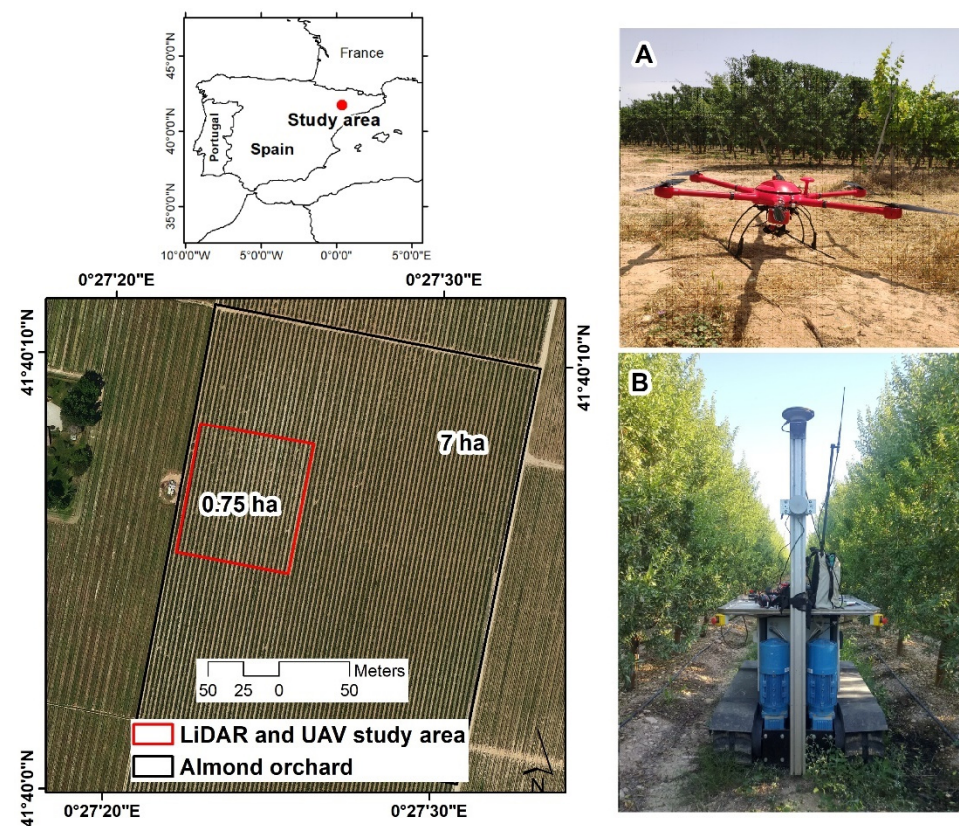 45°0'0"N
40°0'0"N
35°0'0"N
France
Study area
Portugal
Spain
10°0'0"W
5°0'0"W
0°0'0"
5°0'0"E
0°27'20"E
0°27'30"E
41°40'10"N
41°40'10"N
7 ha
0.75 ha
Meters
50
25
0
50
LiDAR and UAV study area
Almond orchard
N
41°40'0"N
41°40'0"N
0°27'20"E
0°27'30"E
A
B